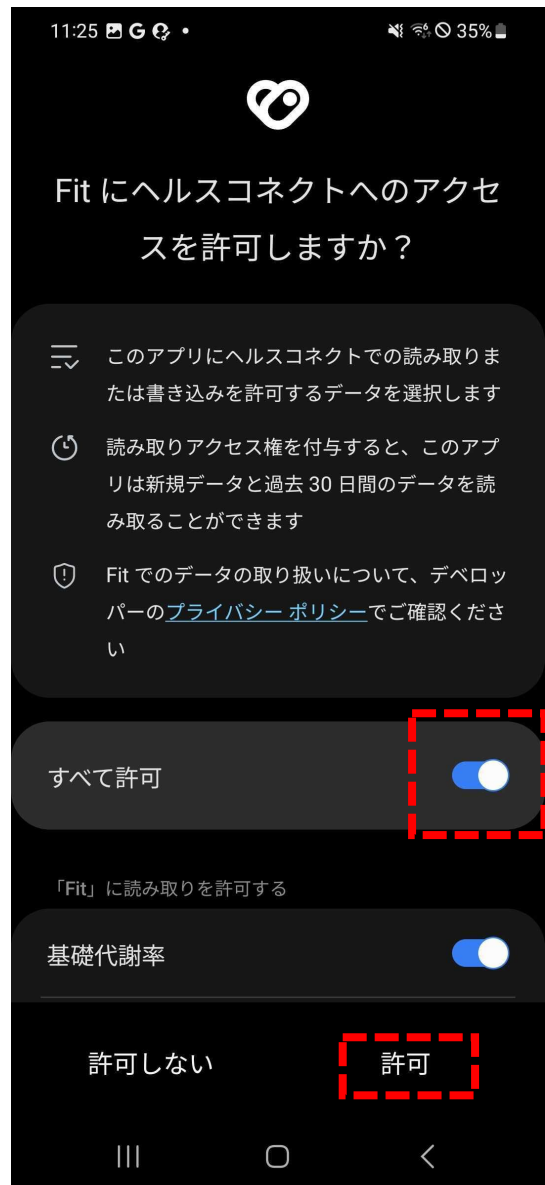 11:25 G 35%
Fit にヘルスコネクトへのアクセ
スを許可しますか？
このアプリにヘルスコネクトでの読み取りま
たは書き込みを許可するデータを選択します
読み取りアクセス権を付与すると、このアプ
リは新規データと過去 30 日間のデータを読
み取ることができます
Fit でのデータの取り扱いについて、デベロッ
パーのプライバシー ポリシーでご確認くださ
い
すべて許可
「Fit」に読み取りを許可する
基礎代謝率
許可しない 許可